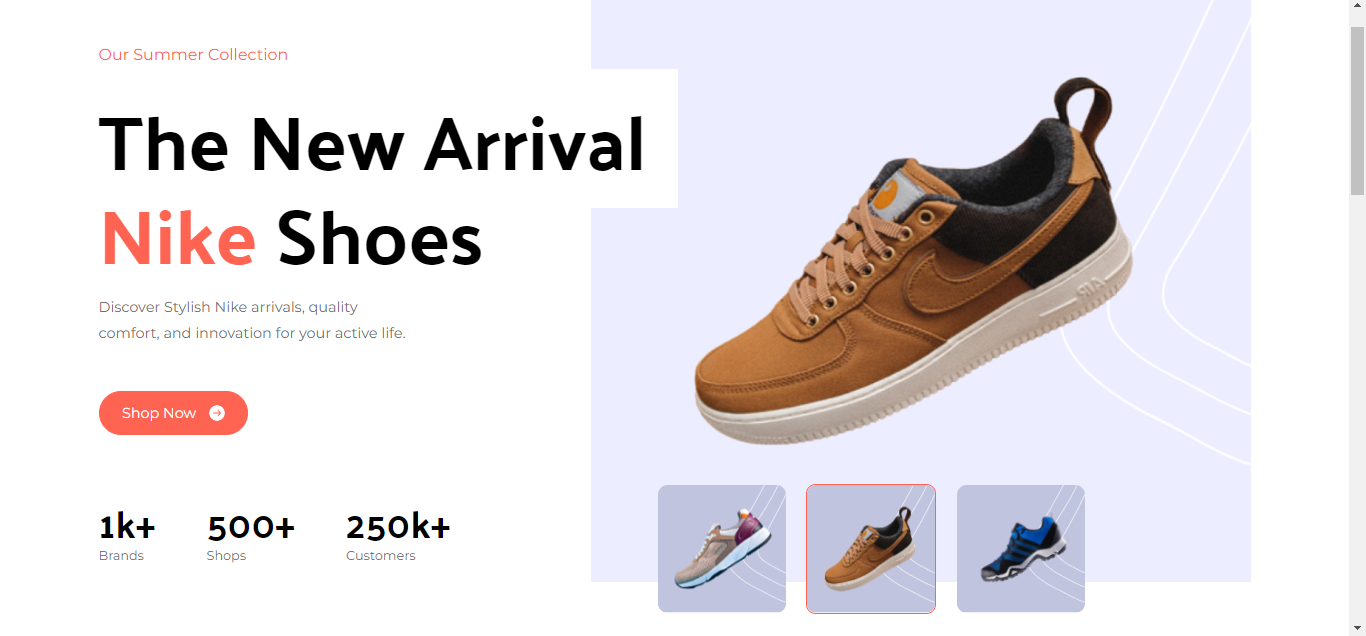 Our Summer Collection
The New Arrival
Nike Shoes
Discover Stylish Nike arrivals, quality
comfort, and innovation for your active life.
Shop Now
1k+ 500+ 250k+
Brands Shops Customers
AIR